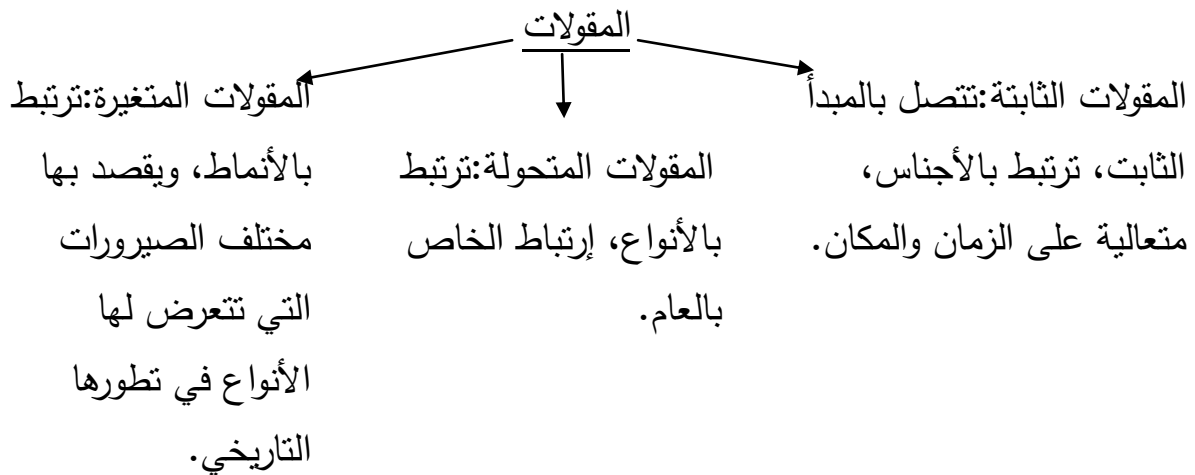 المقولات
المقولات الثابتة:تتصل بالمبدأ
الثابت، ترتبط بالأجناس،
متعالية على الزمان والمكان.
المقولات المتحولة:ترتبط
بالأنواع، إرتباط الخاص
بالعام.
المقولات المتغيرة:ترتبط
بالأنماط، ويقصد بها
مختلف الصيرورات
التي تتعرض لها
الأنواع في تطورها
التاريخي.